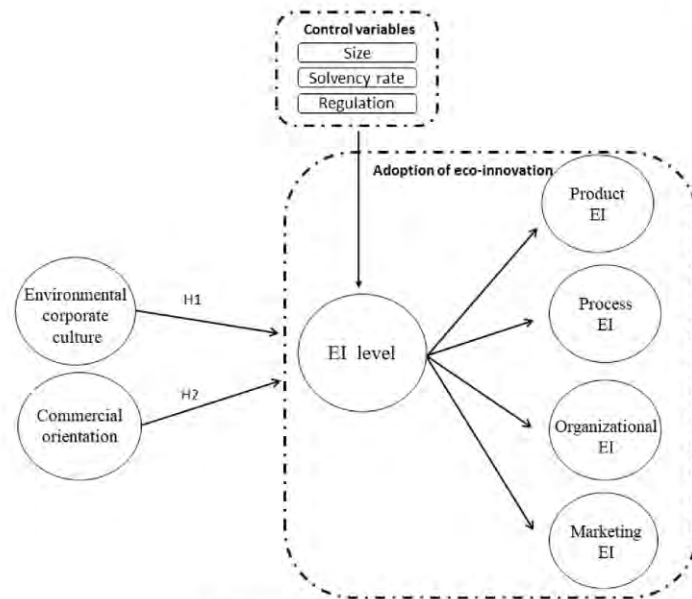 Control variables
Size
Solvency rate
Regulation
Adoption of eco-innovation
Product
EI
Environmental
corporate
culture
H1
Process
EI
EI level
Commercial
orientation
H2
Organizational
EI
Marketing
EI